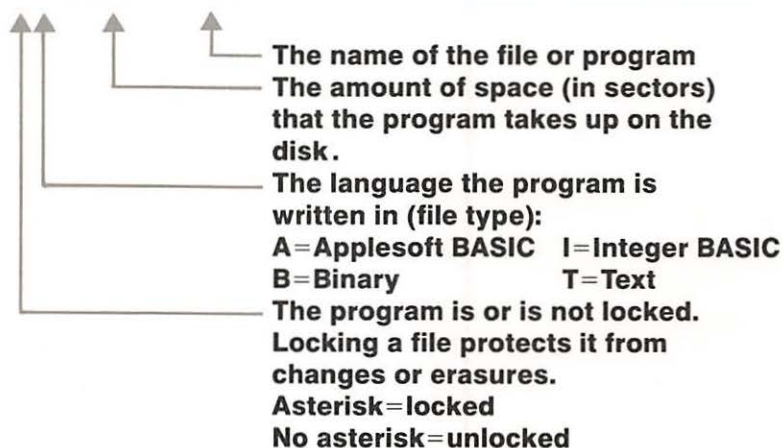 The name of the file or program
The amount of space (in sectors)
that the program takes up on the
disk.
The language the program is
written in (file type):
A=Applesoft BASIC I=Integer BASIC
B=Binary T=Text
The program is or is not locked.
Locking a file protects it from
changes or erasures.
Asterisk=locked
No asterisk=unlocked